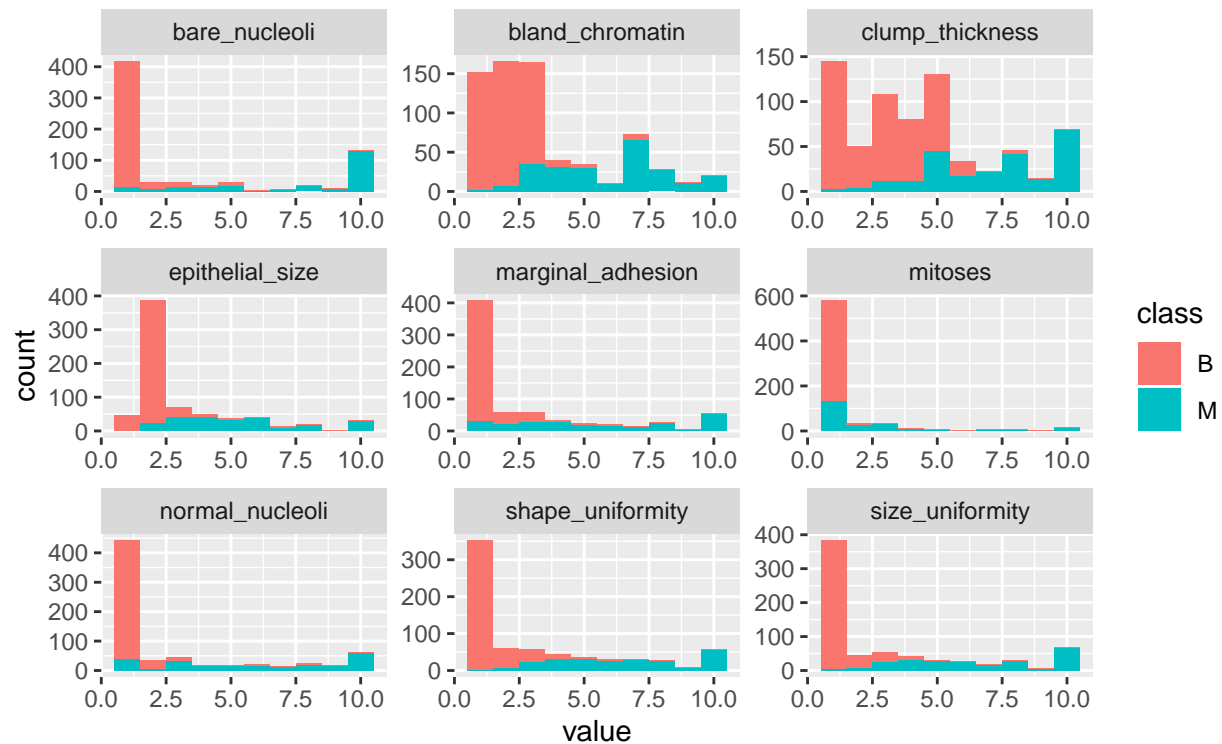 bare_nucleoli
bland_chromatin
clump_thickness
400
300
200
100
0
0.0 2.5 5.0 7.5 10.0
150
100
50
0
0.0 2.5 5.0 7.5 10.0
150
100
50
0
0.0 2.5 5.0 7.5 10.0
epithelial_size
marginal_adhesion
mitoses
400
300
200
100
0
0.0 2.5 5.0 7.5 10.0
400
300
200
100
0
0.0 2.5 5.0 7.5 10.0
600
400
200
0
0.0 2.5 5.0 7.5 10.0
normal_nucleoli
shape_uniformity
size_uniformity
400
300
200
100
0
0.0 2.5 5.0 7.5 10.0
300
200
100
0
0.0 2.5 5.0 7.5 10.0
400
300
200
100
0
0.0 2.5 5.0 7.5 10.0
count
value
class
B
M